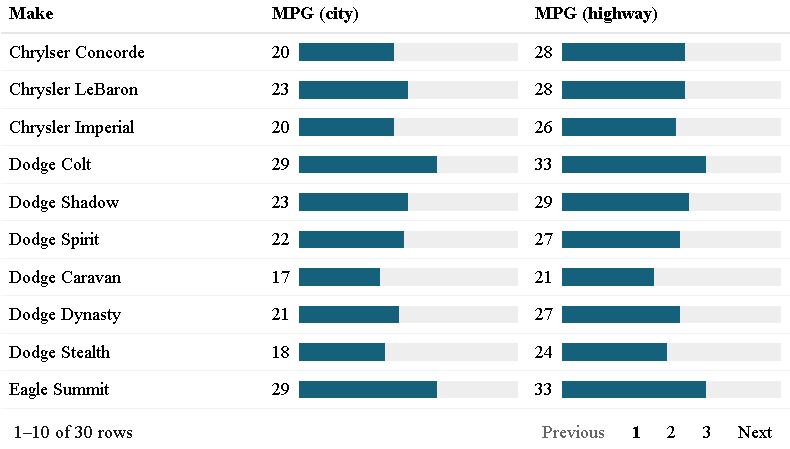 Make MPG (city) MPG (highway)
Chrylser Concorde 20 28
Chrysler LeBaron 23 28
Chrysler Imperial 20 26
Dodge Colt 29 33
Dodge Shadow 23 29
Dodge Spirit 22 27
Dodge Caravan 17 21
Dodge Dynasty 21 27
Dodge Stealth 18 24
Eagle Summit 29 33
1–10 of 30 rows Previous 1 2 3 Next